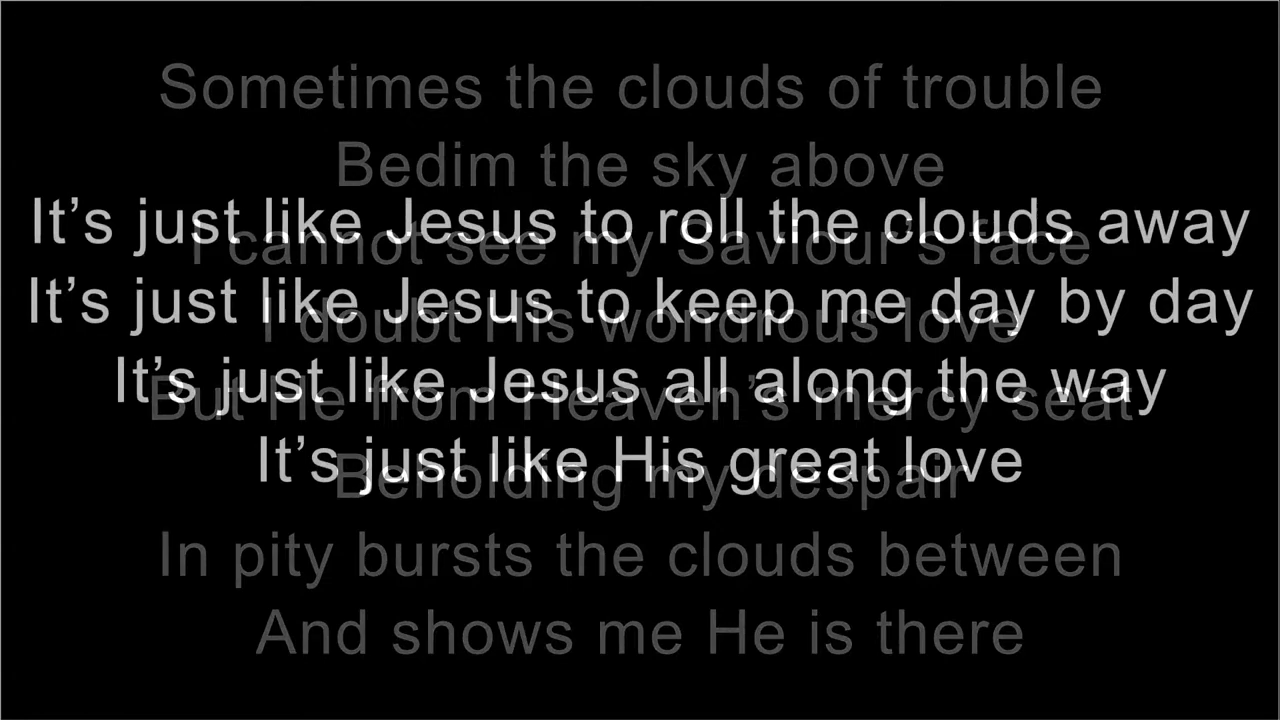 Sometimes the clouds of trouble
Bedim the sky above
It’s just like Jesus to roll the clouds away
I cannot see my Saviour’s face
It’s just like Jesus to keep me day by day
I doubt His wondrous love
It’s just like Jesus all along the way
But He from Heaven’s mercy seat
It’s just like His great love
Beholding my despair
In pity bursts the clouds between
And shows me He is there